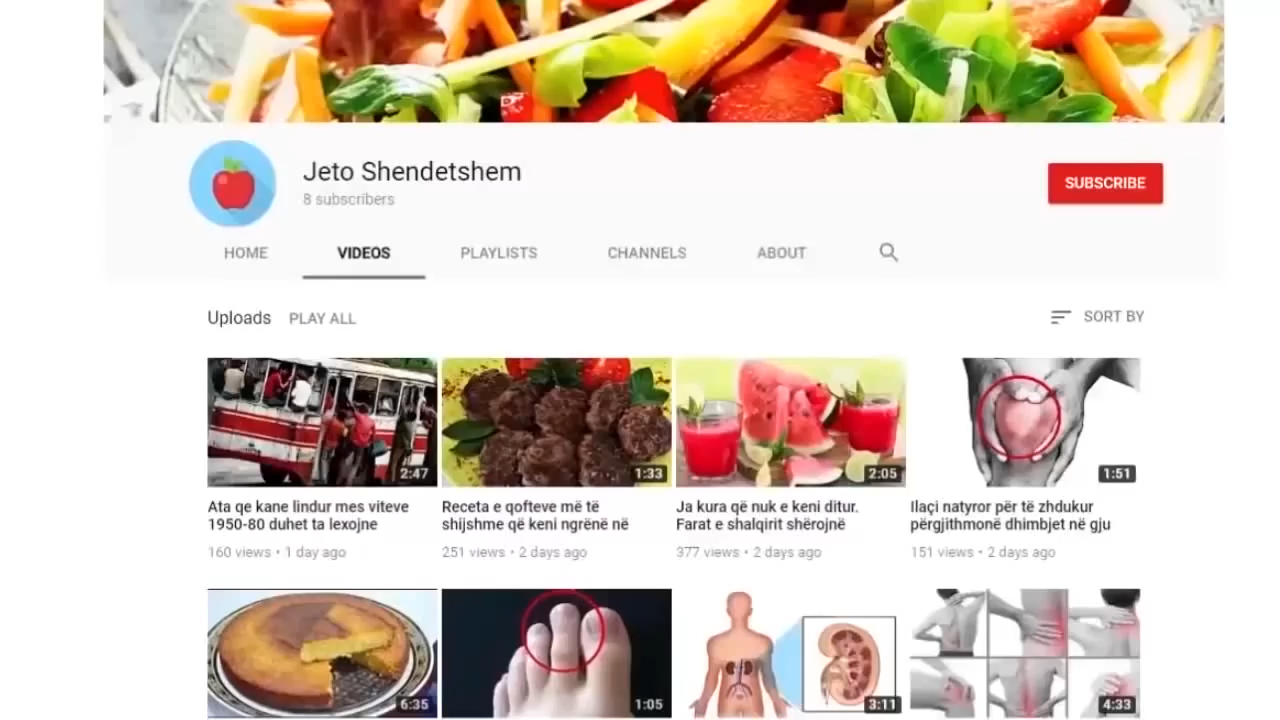 Jeto Shendetshem
8 subscribers
SUBSCRIBE
HOME
VIDEOS
PLAYLISTS
CHANNELS
ABOUT
Uploads
PLAY ALL
SORT BY
2:47
1:33
2:05
1:51
Ata qe kane lindur mes viteve
1950-80 duhet ta lexojne
160 views • 1 day ago
Receta e qofteve më të
shijshme që keni ngrënë në
251 views • 2 days ago
Ja kura që nuk e keni ditur.
Farat e shalqirit shërojnë
377 views • 2 days ago
Ilaçi natyror për të zhdukur
përgjithmonë dhimbjet në gju
151 views • 2 days ago
6:35
1:05
3:11
4:33